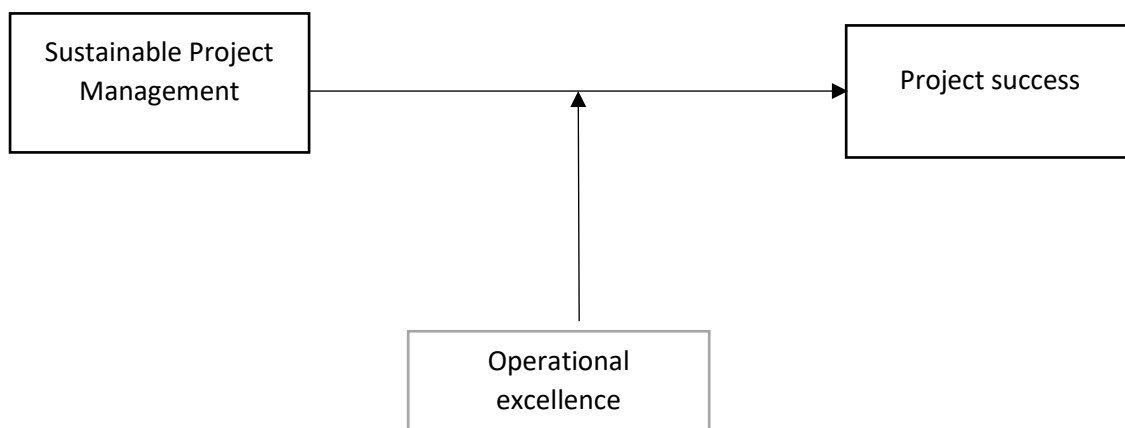 Sustainable Project
Management
Project success
Operational
excellence